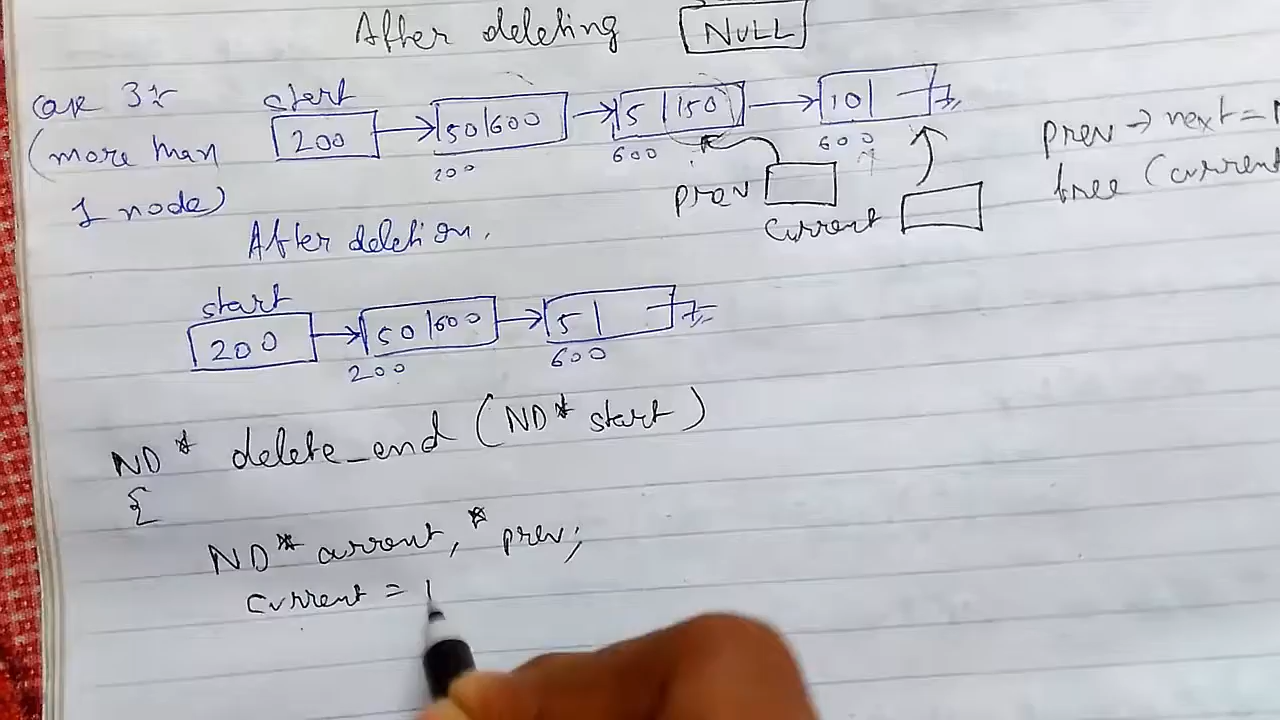 After deleting NULL
case 3:- start
200 50|600 5|150 10|
(more than 200 600 600
1 node) prev current
prev → next = N
free (current
After deletion.
start
200 50|600 5|
200 600
ND* delete_end (ND* start)
{
ND* current, * prev;
current =